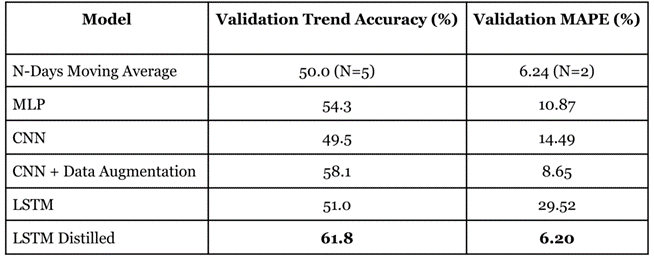 Model Validation Trend Accuracy (%) Validation MAPE (%)
N-Days Moving Average 50.0 (N=5) 6.24 (N=2)
MLP 54.3 10.87
CNN 49.5 14.49
CNN + Data Augmentation 58.1 8.65
LSTM 51.0 29.52
LSTM Distilled 61.8 6.20